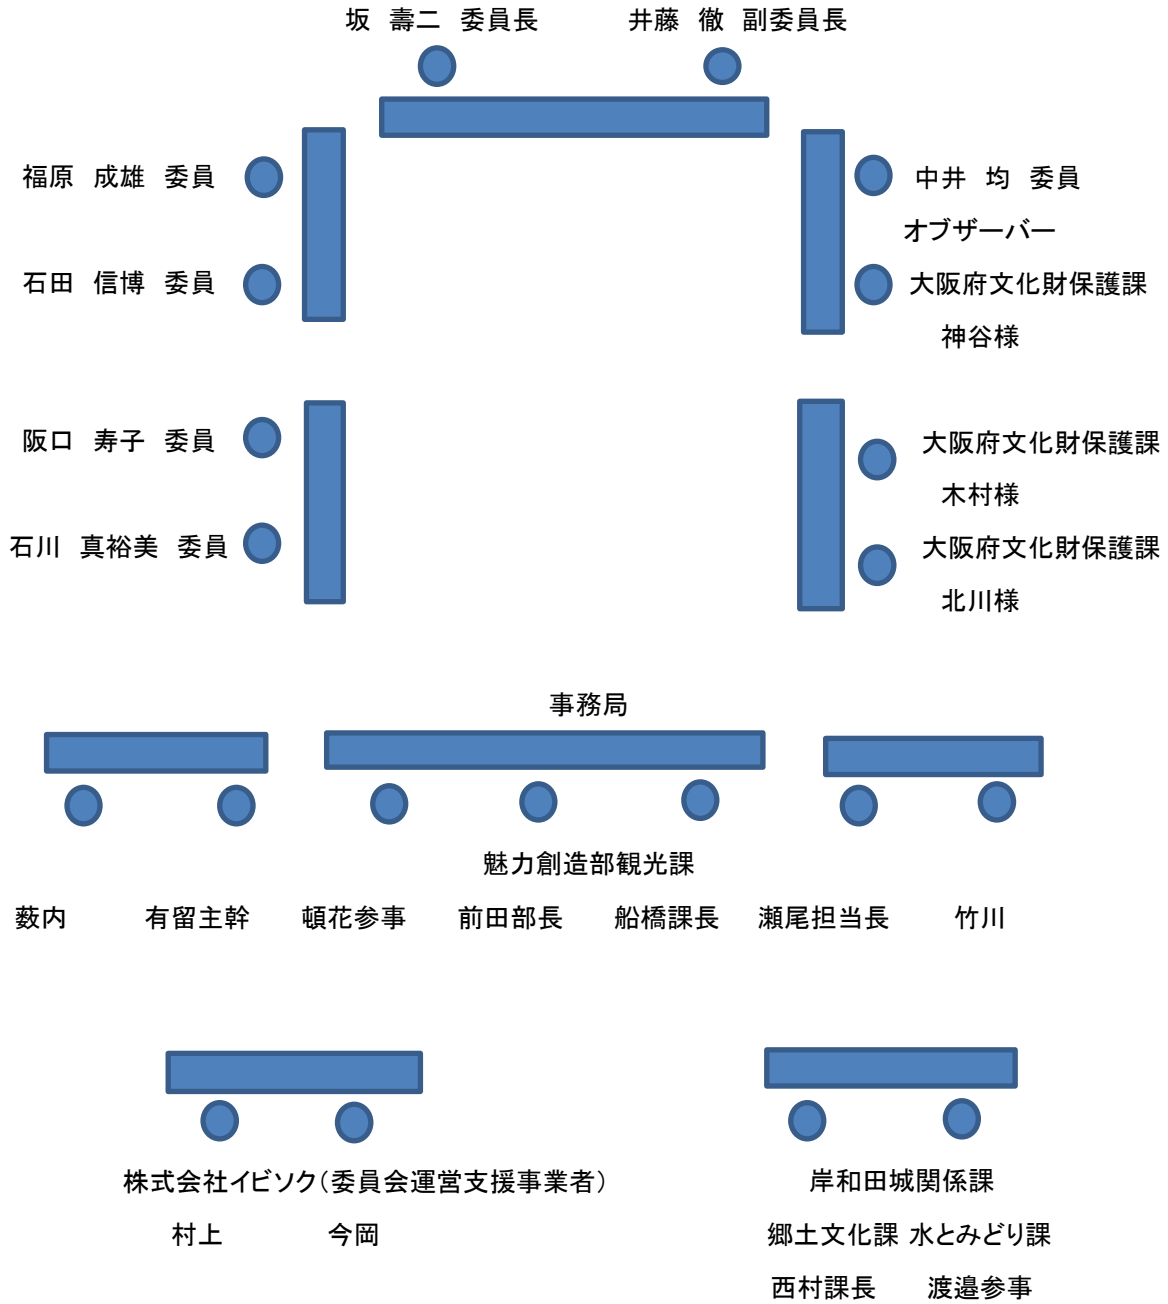 坂　壽二　委員長　　　井藤　徹　副委員長
福原　成雄　委員
中井　均　委員
オブザーバー
石田　信博　委員
大阪府文化財保護課
神谷様
阪口　寿子　委員
大阪府文化財保護課
木村様
石川　真裕美　委員
大阪府文化財保護課
北川様
事務局
魅力創造部観光課
薮内　有留主幹　頓花参事　前田部長　船橋課長　瀬尾担当長　竹川
株式会社イビソク（委員会運営支援事業者）
村上　今岡
岸和田城関係課
郷土文化課　水とみどり課
西村課長　渡邉参事